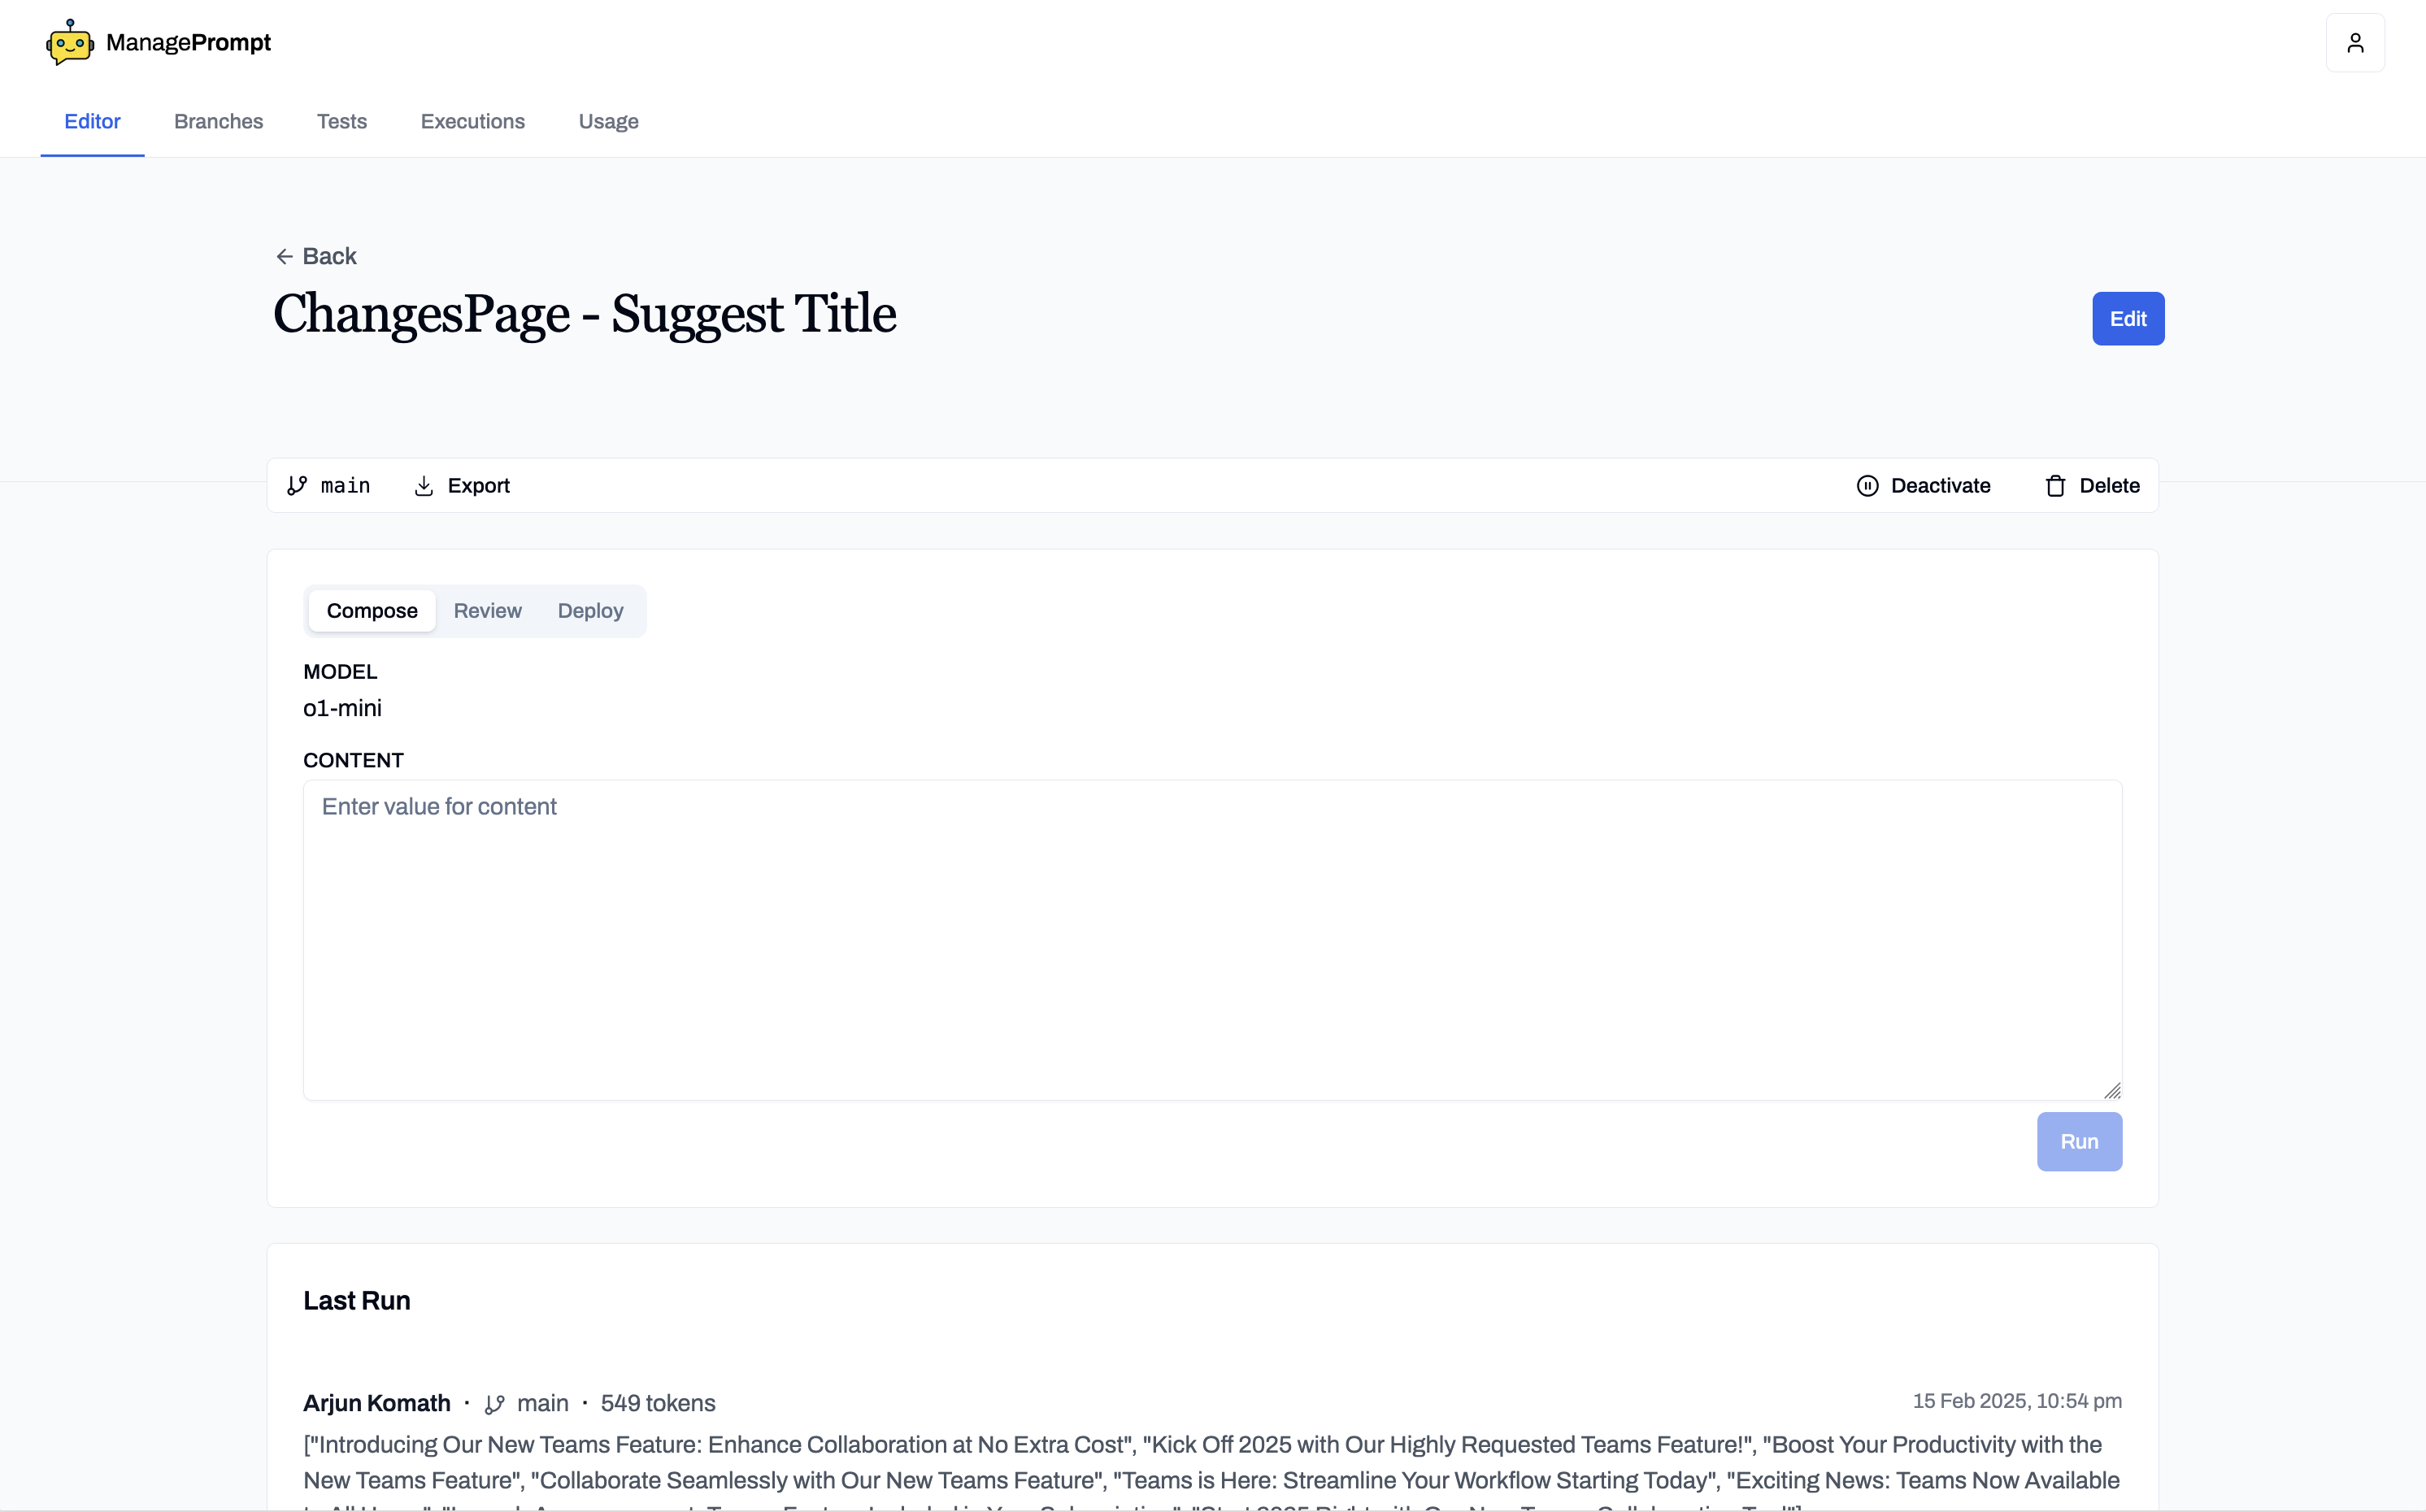 ManagePrompt
Editor Branches Tests Executions Usage
Back
ChangesPage - Suggest Title
Edit
main Export Deactivate Delete
Compose Review Deploy
MODEL
o1-mini
CONTENT
Enter value for content
Run
Last Run
Arjun Komath · main · 549 tokens 15 Feb 2025, 10:54 pm
["Introducing Our New Teams Feature: Enhance Collaboration at No Extra Cost", "Kick Off 2025 with Our Highly Requested Teams Feature!", "Boost Your Productivity with the
New Teams Feature", "Collaborate Seamlessly with Our New Teams Feature", "Teams is Here: Streamline Your Workflow Starting Today", "Exciting News: Teams Now Available